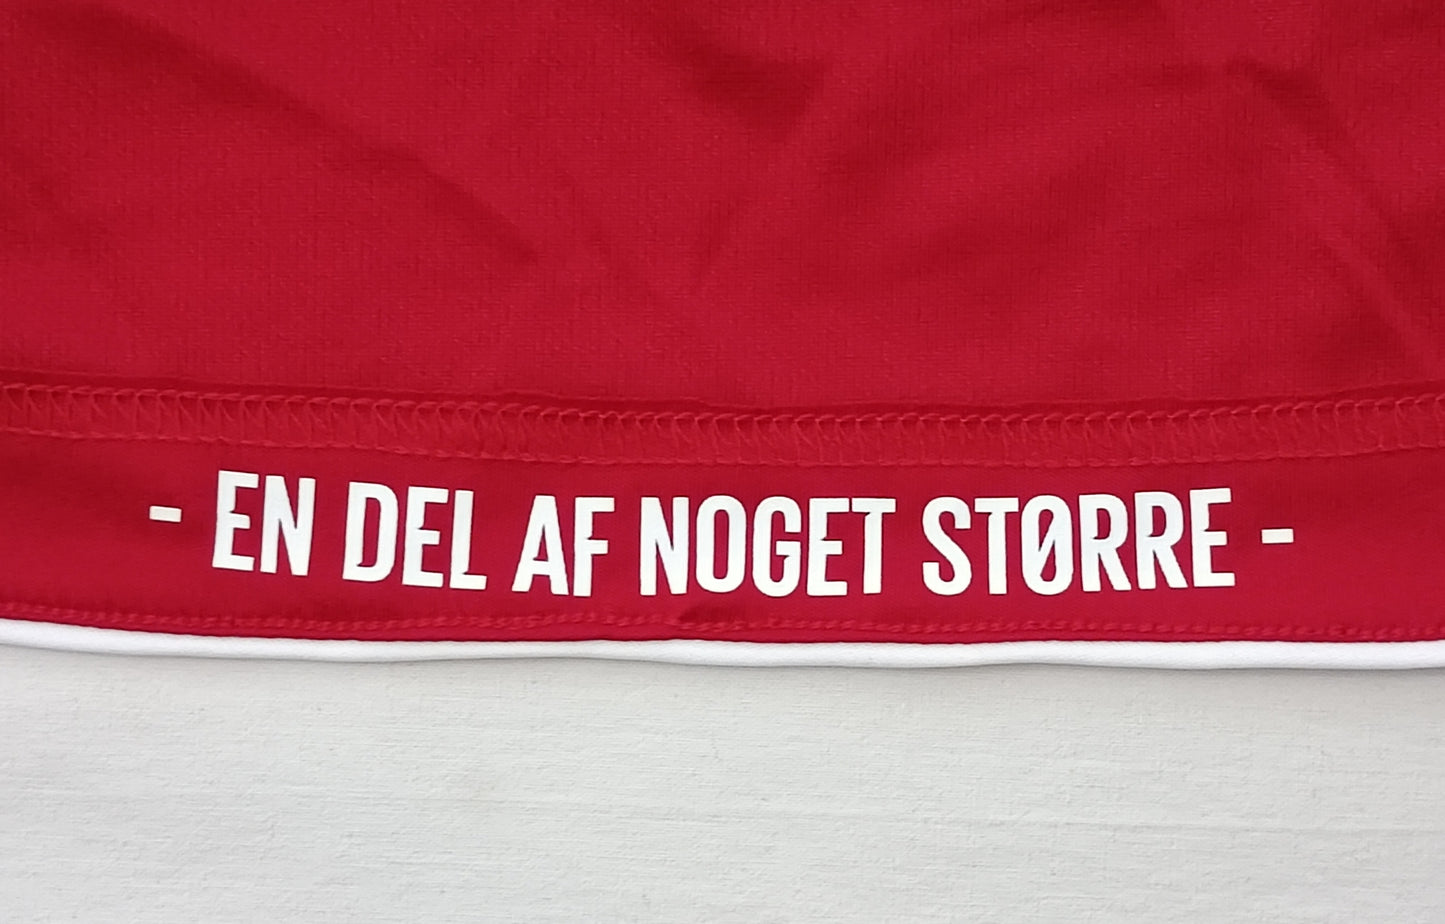 - EN DEL AF NOGET STØRRE -